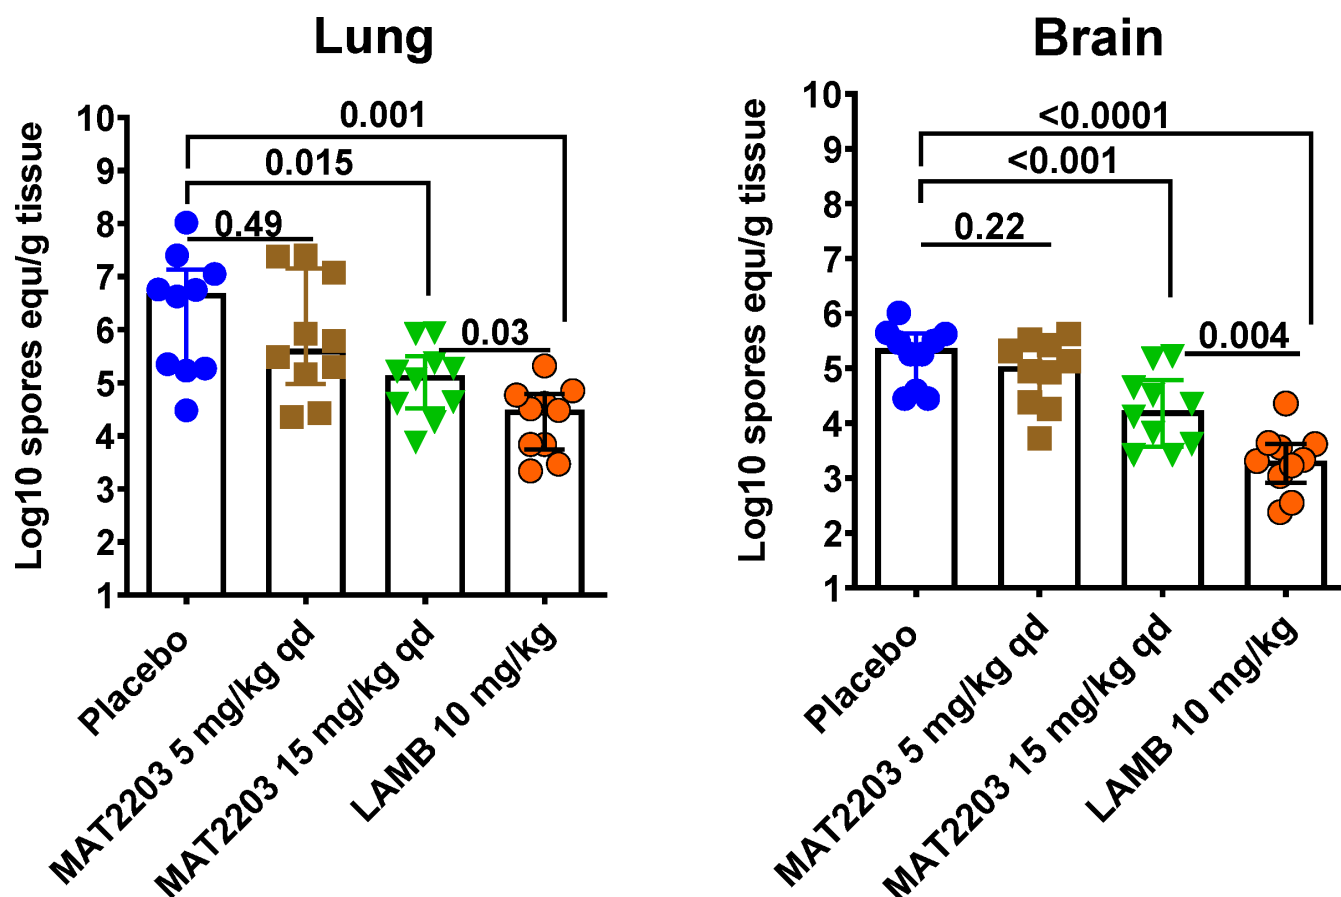 Lung
Log10 spores equ/g tissue
10
9
8
7
6
5
4
3
2
1
0.001
0.015
0.49
0.03
Placebo
MAT2203 5 mg/kg qd
MAT2203 15 mg/kg qd
LAMB 10 mg/kg
Brain
Log10 spores equ/g tissue
10
9
8
7
6
5
4
3
2
1
<0.0001
<0.001
0.22
0.004
Placebo
MAT2203 5 mg/kg qd
MAT2203 15 mg/kg qd
LAMB 10 mg/kg